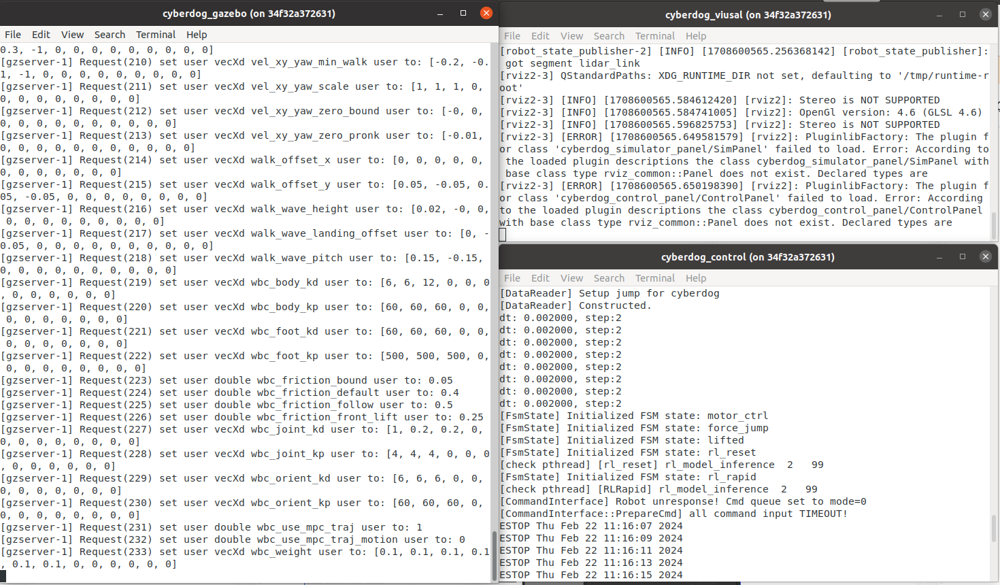 cyberdog_gazebo (on 34f32a372631)
File Edit View Search Terminal Help
0.3, -1, 0, 0, 0, 0, 0, 0, 0, 0, 0]
[gzserver-1] Request(210) set user vecXd vel_xy_yaw_min_walk user to: [-0.2, -0.
1, -1, 0, 0, 0, 0, 0, 0, 0, 0, 0]
[gzserver-1] Request(211) set user vecXd vel_xy_yaw_scale user to: [1, 1, 1, 0,
0, 0, 0, 0, 0, 0, 0, 0]
[gzserver-1] Request(212) set user vecXd vel_xy_yaw_zero_bound user to: [-0, 0,
0, 0, 0, 0, 0, 0, 0, 0, 0, 0]
[gzserver-1] Request(213) set user vecXd vel_xy_yaw_zero_pronk user to: [-0.01,
0, 0, 0, 0, 0, 0, 0, 0, 0, 0, 0]
[gzserver-1] Request(214) set user vecXd walk_offset_x user to: [0, 0, 0, 0, 0,
0, 0, 0, 0, 0, 0, 0]
[gzserver-1] Request(215) set user vecXd walk_offset_y user to: [0.05, -0.05, 0.
05, -0.05, 0, 0, 0, 0, 0, 0, 0, 0]
[gzserver-1] Request(216) set user vecXd walk_wave_height user to: [0.02, -0, 0,
0, 0, 0, 0, 0, 0, 0, 0, 0]
[gzserver-1] Request(217) set user vecXd walk_wave_landing_offset user to: [0, -
0.05, 0, 0, 0, 0, 0, 0, 0, 0, 0, 0]
[gzserver-1] Request(218) set user vecXd walk_wave_pitch user to: [0.15, -0.15,
0, 0, 0, 0, 0, 0, 0, 0, 0, 0]
[gzserver-1] Request(219) set user vecXd wbc_body_kd user to: [6, 6, 12, 0, 0, 0
, 0, 0, 0, 0, 0, 0]
[gzserver-1] Request(220) set user vecXd wbc_body_kp user to: [60, 60, 60, 0, 0,
0, 0, 0, 0, 0, 0, 0]
[gzserver-1] Request(221) set user vecXd wbc_foot_kd user to: [60, 60, 60, 0, 0,
0, 0, 0, 0, 0, 0, 0]
[gzserver-1] Request(222) set user vecXd wbc_foot_kp user to: [500, 500, 500, 0,
0, 0, 0, 0, 0, 0, 0, 0]
[gzserver-1] Request(223) set user double wbc_friction_bound user to: 0.05
[gzserver-1] Request(224) set user double wbc_friction_default user to: 0.4
[gzserver-1] Request(225) set user double wbc_friction_follow user to: 0.5
[gzserver-1] Request(226) set user double wbc_friction_front_lift user to: 0.25
[gzserver-1] Request(227) set user vecXd wbc_joint_kd user to: [1, 0.2, 0.2, 0,
0, 0, 0, 0, 0, 0, 0, 0]
[gzserver-1] Request(228) set user vecXd wbc_joint_kp user to: [4, 4, 4, 0, 0, 0
, 0, 0, 0, 0, 0, 0]
[gzserver-1] Request(229) set user vecXd wbc_orient_kd user to: [6, 6, 6, 0, 0,
0, 0, 0, 0, 0, 0, 0]
[gzserver-1] Request(230) set user vecXd wbc_orient_kp user to: [60, 60, 60, 0,
0, 0, 0, 0, 0, 0, 0, 0]
[gzserver-1] Request(231) set user double wbc_use_mpc_traj user to: 1
[gzserver-1] Request(232) set user double wbc_use_mpc_traj_motion user to: 0
[gzserver-1] Request(233) set user vecXd wbc_weight user to: [0.1, 0.1, 0.1, 0.1
, 0.1, 0.1, 0, 0, 0, 0, 0, 0]
cyberdog_viusal (on 34f32a372631)
File Edit View Search Terminal Help
[robot_state_publisher-2] [INFO] [1708600565.256368142] [robot_state_publisher]:
got segment lidar_link
[rviz2-3] QStandardPaths: XDG_RUNTIME_DIR not set, defaulting to '/tmp/runtime-r
oot'
[rviz2-3] [INFO] [1708600565.584612420] [rviz2]: Stereo is NOT SUPPORTED
[rviz2-3] [INFO] [1708600565.584741005] [rviz2]: OpenGl version: 4.6 (GLSL 4.6)
[rviz2-3] [INFO] [1708600565.596825753] [rviz2]: Stereo is NOT SUPPORTED
[rviz2-3] [ERROR] [1708600565.649581579] [rviz2]: PluginlibFactory: The plugin f
or class 'cyberdog_simulator_panel/SimPanel' failed to load. Error: According to
the loaded plugin descriptions the class cyberdog_simulator_panel/SimPanel with
base class type rviz_common::Panel does not exist. Declared types are
[rviz2-3] [ERROR] [1708600565.650198390] [rviz2]: PluginlibFactory: The plugin f
or class 'cyberdog_control_panel/ControlPanel' failed to load. Error: According
to the loaded plugin descriptions the class cyberdog_control_panel/ControlPanel
with base class type rviz_common::Panel does not exist. Declared types are
cyberdog_control (on 34f32a372631)
File Edit View Search Terminal Help
[DataReader] Setup jump for cyberdog
[DataReader] Constructed.
dt: 0.002000, step:2
dt: 0.002000, step:2
dt: 0.002000, step:2
dt: 0.002000, step:2
dt: 0.002000, step:2
dt: 0.002000, step:2
dt: 0.002000, step:2
dt: 0.002000, step:2
[FsmState] Initialized FSM state: motor_ctrl
[FsmState] Initialized FSM state: force_jump
[FsmState] Initialized FSM state: lifted
[FsmState] Initialized FSM state: rl_reset
[check pthread] [rl_reset] rl_model_inference 2 99
[FsmState] Initialized FSM state: rl_rapid
[check pthread] [RLRapid] rl_model_inference 2 99
[CommandInterface] Robot unresponse! Cmd queue set to mode=0
[CommandInterface::PrepareCmd] all command input TIMEOUT!
ESTOP Thu Feb 22 11:16:07 2024
ESTOP Thu Feb 22 11:16:09 2024
ESTOP Thu Feb 22 11:16:11 2024
ESTOP Thu Feb 22 11:16:13 2024
ESTOP Thu Feb 22 11:16:15 2024